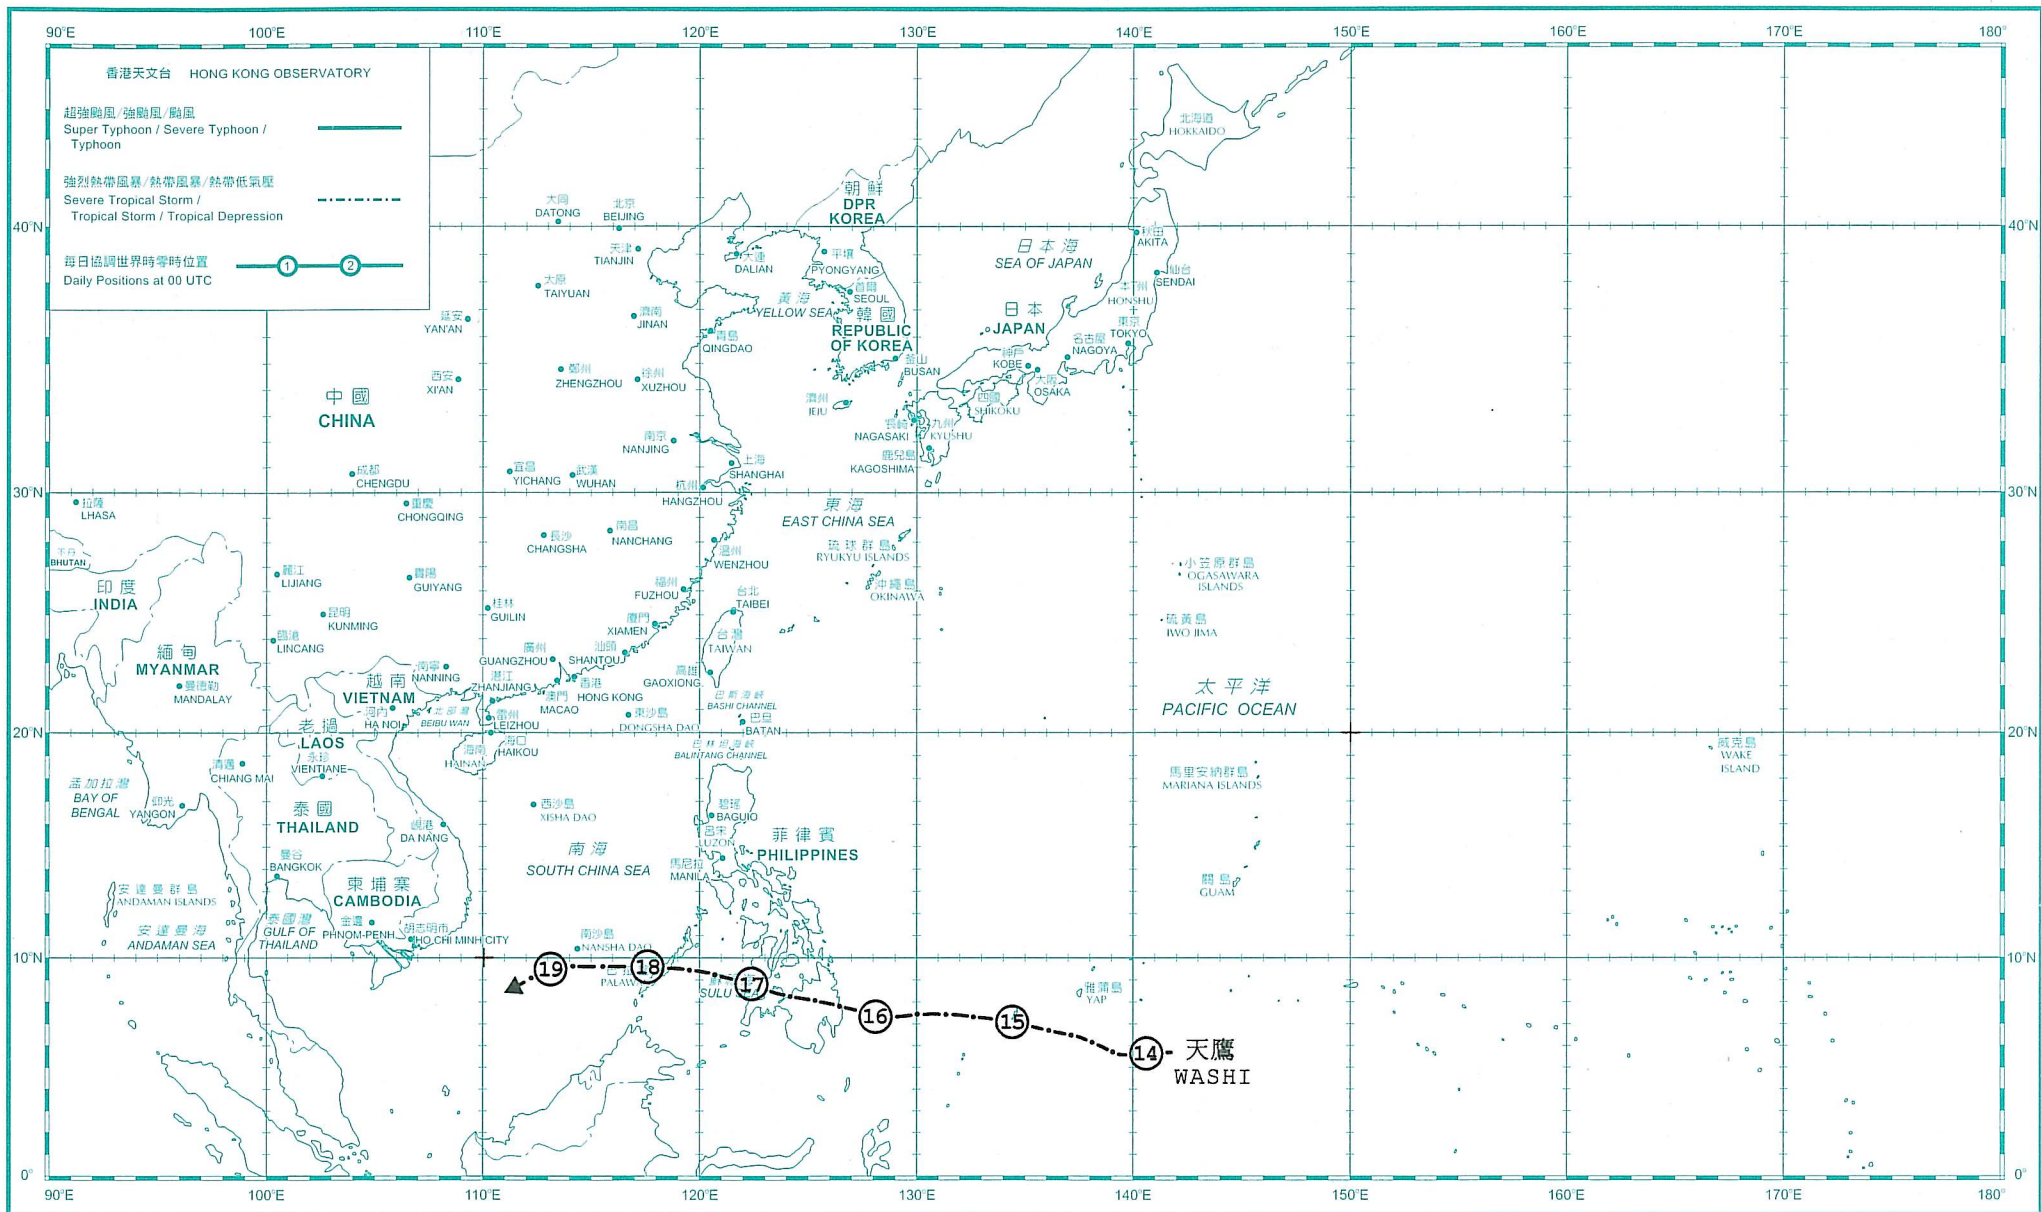 90°E 100°E 110°E 120°E 130°E 140°E 150°E 160°E 170°E 180°
香港天文台 HONG KONG OBSERVATORY
超強颱風/強颱風/颱風
Super Typhoon / Severe Typhoon /
Typhoon
強烈熱帶風暴/熱帶風暴/熱帶低氣壓
Severe Tropical Storm /
Tropical Storm / Tropical Depression
每日協調世界時零時位置
Daily Positions at 00 UTC
1 2
北海道
HOKKAIDO
朝鮮
DPR
KOREA
大同
DATONG
北京
BEIJING
40°N 40°N
天津
TIANJIN
大連
DALIAN
平壤
PYONGYANG
日本海
SEA OF JAPAN
秋田
AKITA
仙台
SENDAI
太原
TAIYUAN
首爾
SEOUL
黃海
YELLOW SEA
韓國
REPUBLIC
OF KOREA
本州
HONSHU
日本
JAPAN
東京
TOKYO
延安
YAN'AN
濟南
JINAN
青島
QINGDAO
名古屋
NAGOYA
神戶
KOBE
大阪
OSAKA
釜山
BUSAN
西安
XI'AN
鄭州
ZHENGZHOU
徐州
XUZHOU
濟州
JEJU
四國
SHIKOKU
中國
CHINA
長崎
NAGASAKI
九州
KYUSHU
南京
NANJING
鹿兒島
KAGOSHIMA
成都
CHENGDU
宜昌
YICHANG
武漢
WUHAN
上海
SHANGHAI
杭州
HANGZHOU
30°N 30°N
拉薩
LHASA
重慶
CHONGQING
東海
EAST CHINA SEA
長沙
CHANGSHA
南昌
NANCHANG
溫州
WENZHOU
琉球群島
RYUKYU ISLANDS
不丹
BHUTAN
印度
INDIA
麗江
LIJIANG
貴陽
GUIYANG
福州
FUZHOU
沖繩島
OKINAWA
小笠原群島
OGASAWARA
ISLANDS
昆明
KUNMING
桂林
GUILIN
廈門
XIAMEN
台北
TAIBEI
台灣
TAIWAN
硫黃島
IWO JIMA
臨滄
LINCANG
緬甸
MYANMAR
曼德勒
MANDALAY
越南
VIETNAM
南寧
NANNING
廣州
GUANGZHOU
汕頭
SHANTOU
湛江
ZHANJIANG
澳門
MACAO
香港
HONG KONG
高雄
GAOXIONG
河內
HA NOI
北部灣
BEIBU WAN
雷州
LEIZHOU
東沙島
DONGSHA DAO
巴斯海峽
BASHI CHANNEL
巴旦
BATAN
太平洋
PACIFIC OCEAN
20°N 20°N
老撾
LAOS
永珍
VIENTIANE
海南
HAINAN
海口
HAIKOU
巴林坦海峽
BALINTANG CHANNEL
清邁
CHIANG MAI
威克島
WAKE
ISLAND
馬里安納群島
MARIANA ISLANDS
孟加拉灣
BAY OF
BENGAL
仰光
YANGON
泰國
THAILAND
峴港
DA NANG
西沙島
XISHA DAO
碧瑤
BAGUIO
呂宋
LUZON
菲律賓
PHILIPPINES
南海
SOUTH CHINA SEA
馬尼拉
MANILA
曼谷
BANGKOK
柬埔寨
CAMBODIA
關島
GUAM
安達曼群島
ANDAMAN ISLANDS
安達曼海
ANDAMAN SEA
泰國灣
GULF OF
THAILAND
金邊
PHNOM-PENH
胡志明市
HO CHI MINH CITY
南沙島
NANSHA DAO
10°N 10°N
SULU
雅蒲島
YAP
19 18 17 16 15 14
天鷹
WASHI
0° 0°
90°E 100°E 110°E 120°E 130°E 140°E 150°E 160°E 170°E 180°